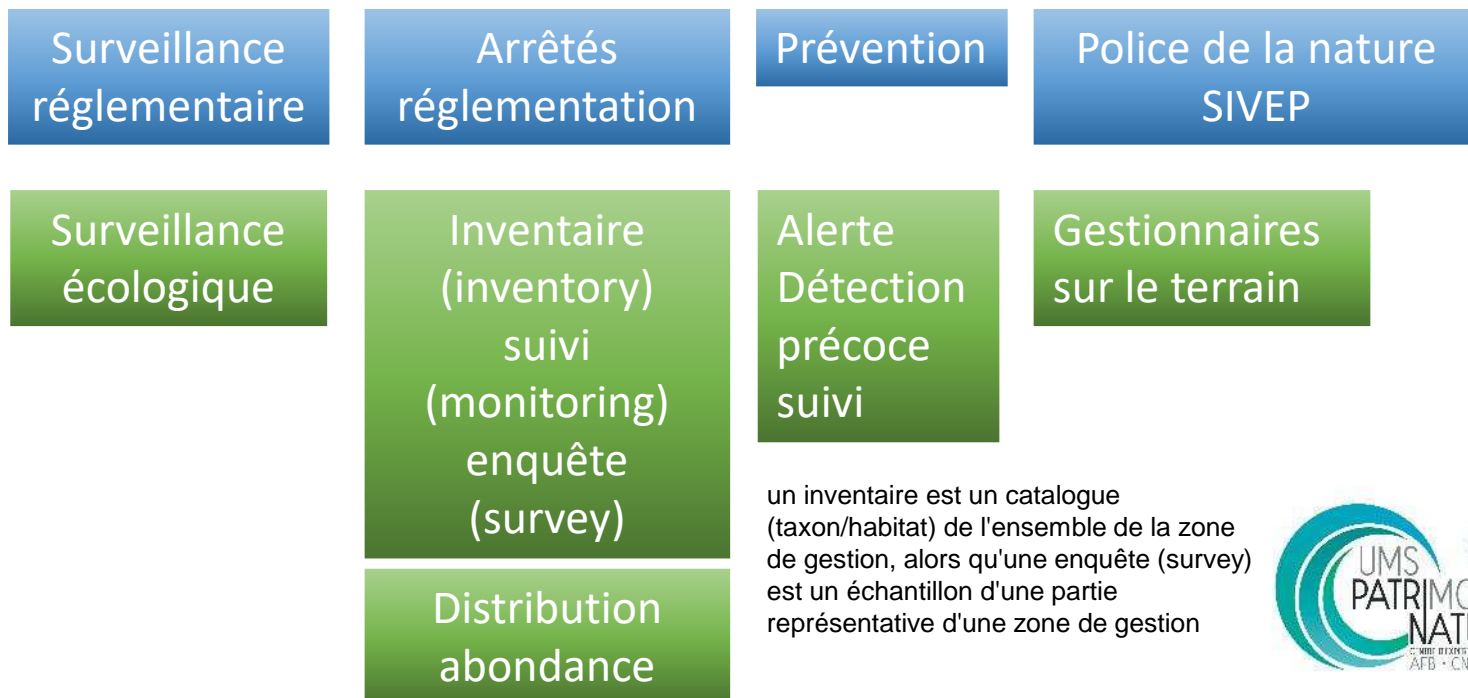 Surveillance
réglementaire
Arrêtés
réglementation
Prévention
Police de la nature
SIVEP
Surveillance
écologique
Inventaire
(inventory)
suivi
(monitoring)
enquête
(survey)
Distribution
abondance
Alerte
Détection
précoce
suivi
Gestionnaires
sur le terrain
un inventaire est un catalogue
(taxon/habitat) de l'ensemble de la zone
de gestion, alors qu'une enquête (survey)
est un échantillon d'une partie
représentative d'une zone de gestion
UMS